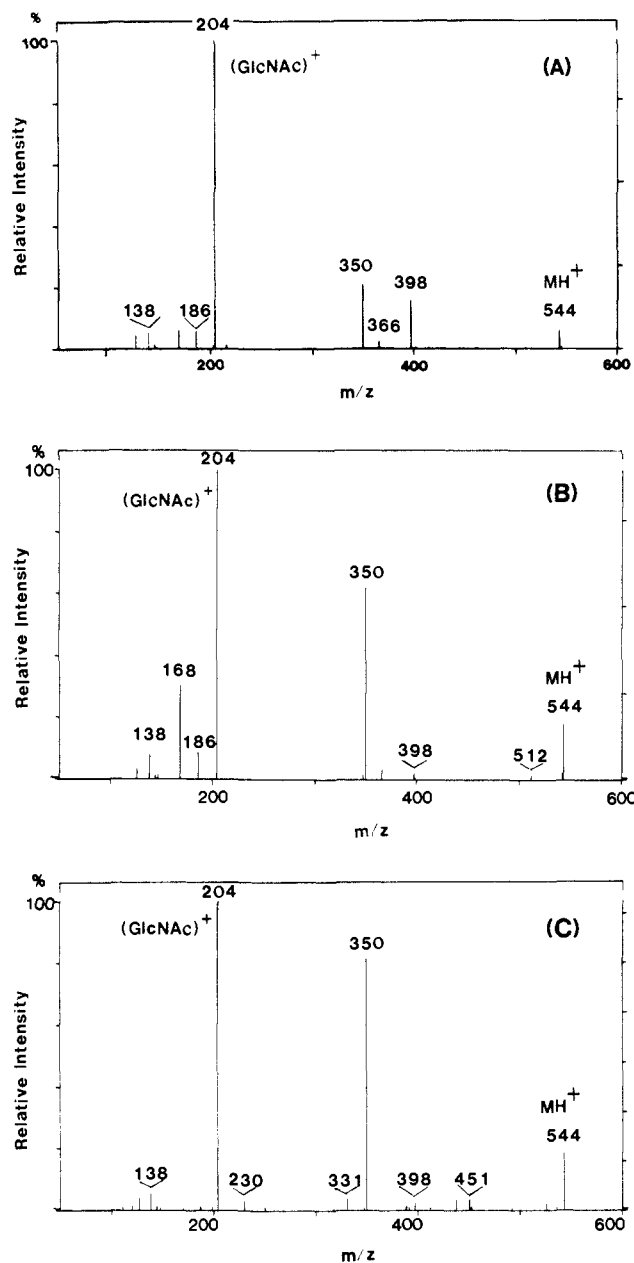 %
100
204
(GlcNAc)+
(A)
Relative Intensity
350
398
MH+
138
186
366
544
200
400
600
m/z
%
100
204
(GlcNAc)+
(B)
Relative Intensity
350
168
MH+
544
138
186
398
512
200
400
600
m/z
%
100
204
(GlcNAc)+
(C)
350
Relative Intensity
MH+
544
138
230
331
398
451
200
400
600
m/z